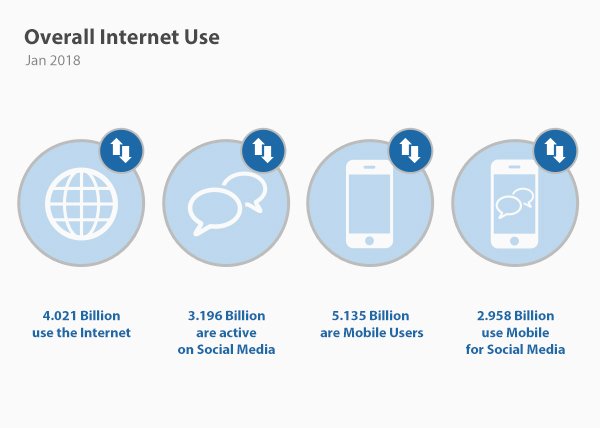 Overall Internet Use
Jan 2018
4.021 Billion
use the Internet
3.196 Billion
are active
on Social Media
5.135 Billion
are Mobile Users
2.958 Billion
use Mobile
for Social Media